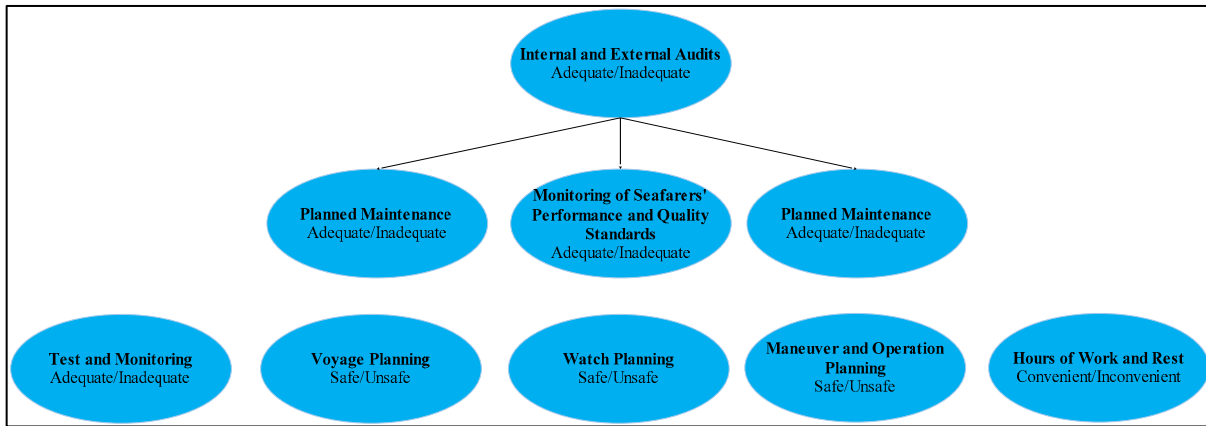 Internal and External Audits
Adequate/Inadequate
Planned Maintenance
Adequate/Inadequate
Monitoring of Seafarers'
Performance and Quality
Standards
Adequate/Inadequate
Planned Maintenance
Adequate/Inadequate
Test and Monitoring
Adequate/Inadequate
Voyage Planning
Safe/Unsafe
Watch Planning
Safe/Unsafe
Maneuver and Operation
Planning
Safe/Unsafe
Hours of Work and Rest
Convenient/Inconvenient